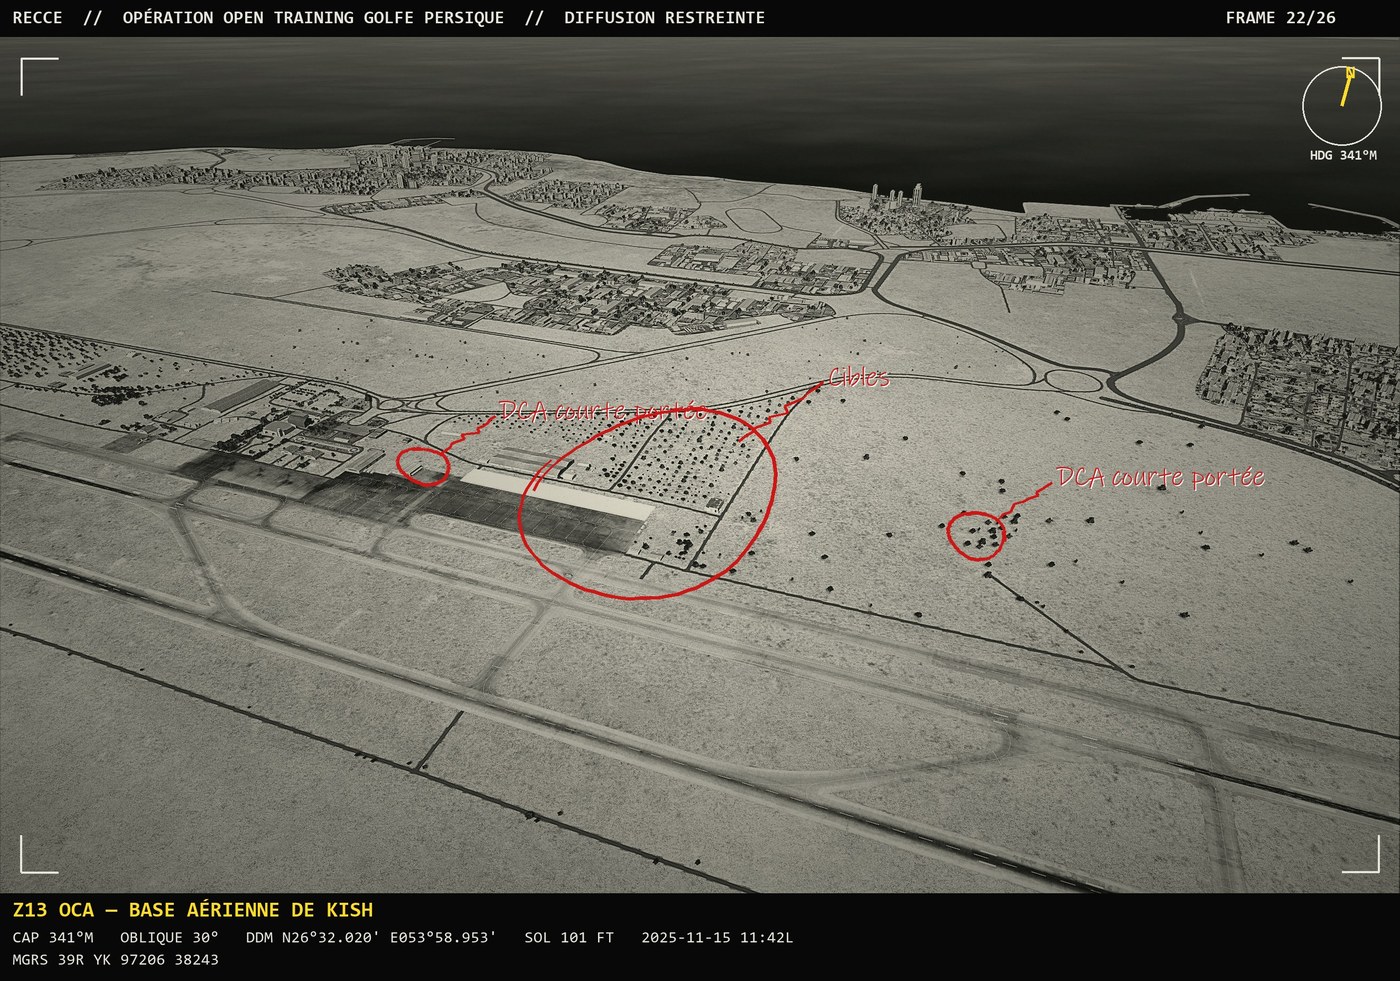 RECCE // OPÉRATION OPEN TRAINING GOLFE PERSIQUE // DIFFUSION RESTREINTE FRAME 22/26
N
HDG 341°M
Cibles
DCA courte portée
DCA courte portée
Z13 OCA — BASE AÉRIENNE DE KISH
CAP 341°M OBLIQUE 30° DDM N26°32.020' E053°58.953' SOL 101 FT 2025-11-15 11:42L
MGRS 39R YK 97206 38243